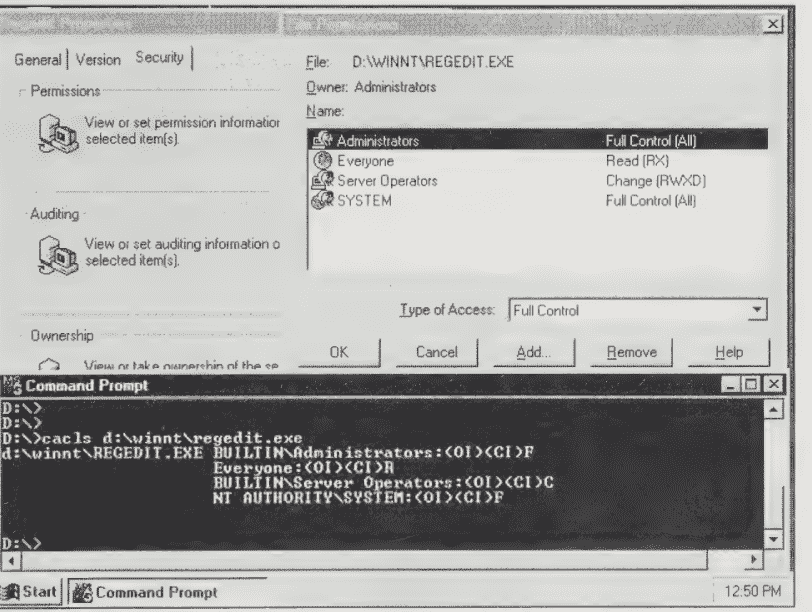 General Version Security
Permissions
View or set permission information
selected item(s).
Auditing
View or set auditing information o
selected item(s).
Ownership
View or take ownership of the se
File: D:\WINNT\REGEDIT.EXE
Owner: Administrators
Name:
Administrators Full Control (All)
Everyone Read (RX)
Server Operators Change (RWXD)
SYSTEM Full Control (All)
Type of Access: Full Control
OK Cancel Add... Remove Help
Command Prompt
D:\>
D:\>
D:\>cacls d:\winnt\regedit.exe
d:\winnt\REGEDIT.EXE BUILTIN\Administrators:(OI)(CI)F
Everyone:(OI)(CI)R
BUILTIN\Server Operators:(OI)(CI)C
NT AUTHORITY\SYSTEM:(OI)(CI)F
D:\>
Start Command Prompt 12:50 PM